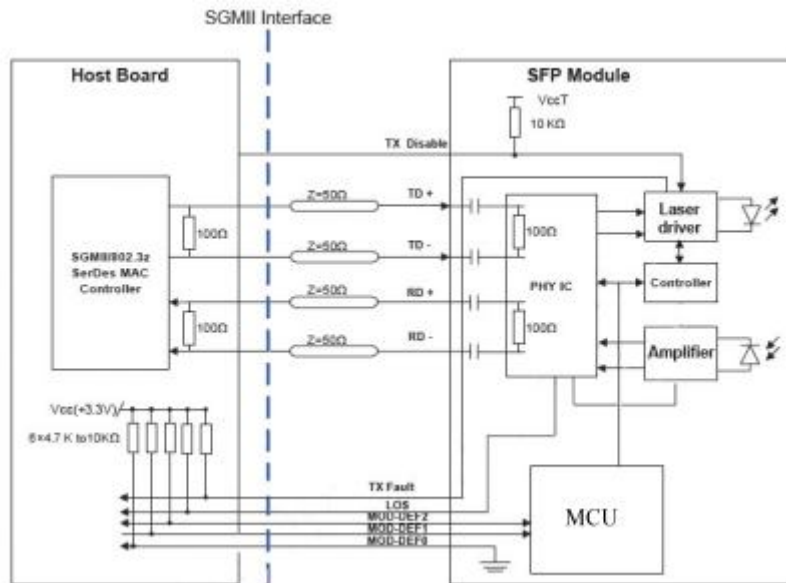 SGMII Interface
Host Board
SFP Module
VccT
10 KΩ
TX Disable
Z=50Ω
TD +
100Ω
100Ω
Laser
driver
SGMII/802.3z
SerDes MAC
Controller
Z=50Ω
TD -
Z=50Ω
RD +
PHY IC
Controller
100Ω
100Ω
Z=50Ω
RD -
Amplifier
Vcc(+3.3V)
6×4.7 K to10KΩ
TX Fault
LOS
MOD-DEF2
MOD-DEF1
MOD-DEF0
MCU